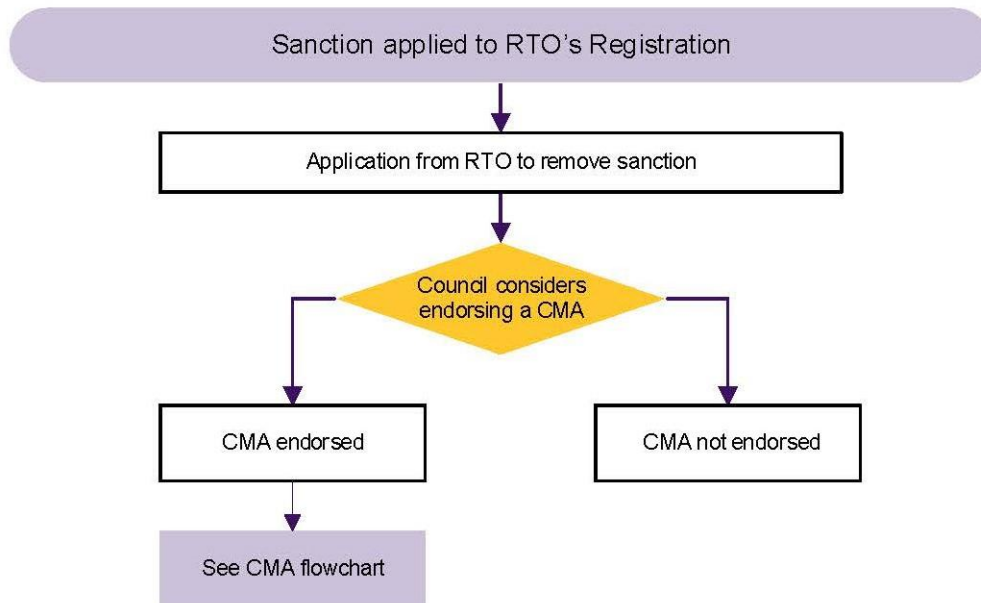 Sanction applied to RTO’s Registration
Application from RTO to remove sanction
Council considers
endorsing a CMA
CMA endorsed
CMA not endorsed
See CMA flowchart